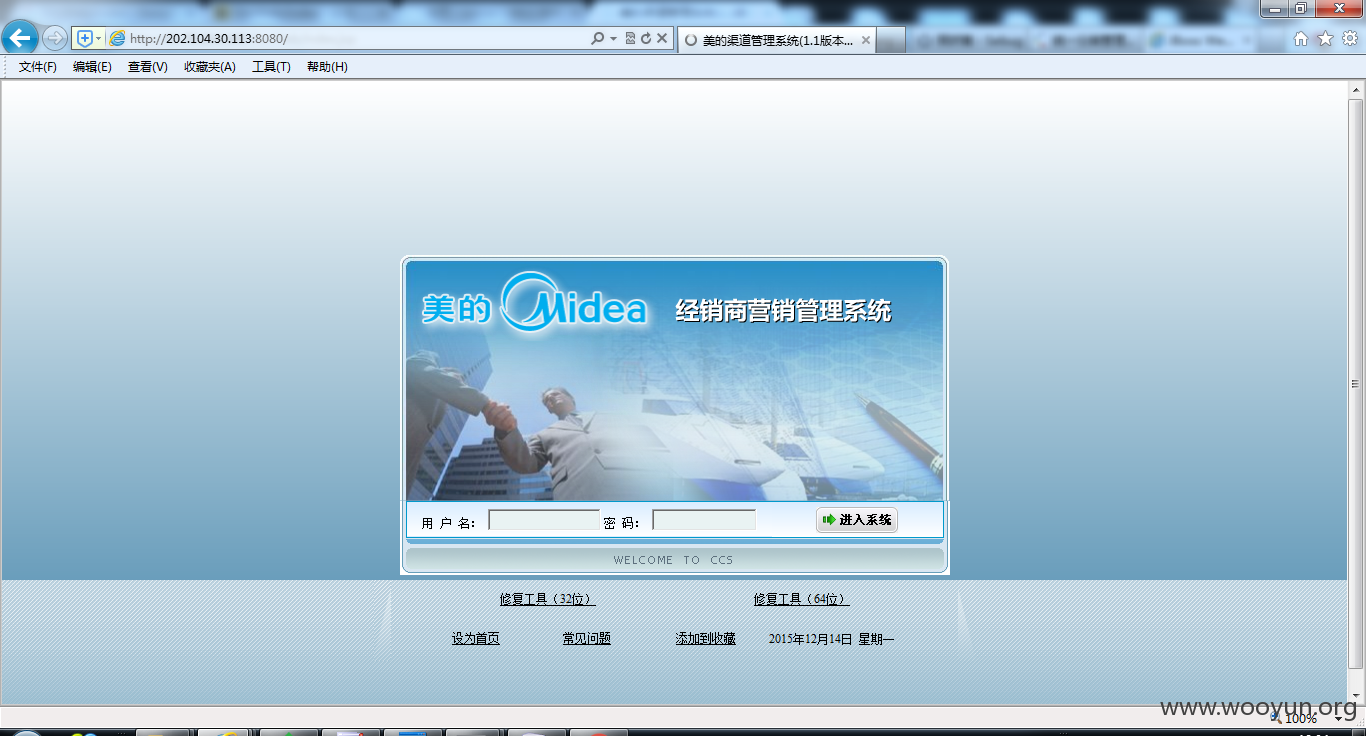 http://202.104.30.113:8080/
美的渠道管理系统(1.1版本...
文件(F) 编辑(E) 查看(V) 收藏夹(A) 工具(T) 帮助(H)
美的 Midea 经销商营销管理系统
用 户 名： 密 码： 进入系统
WELCOME TO CCS
修复工具（32位） 修复工具（64位）
设为首页 常见问题 添加到收藏 2015年12月14日 星期一
www.wooyun.org
100%